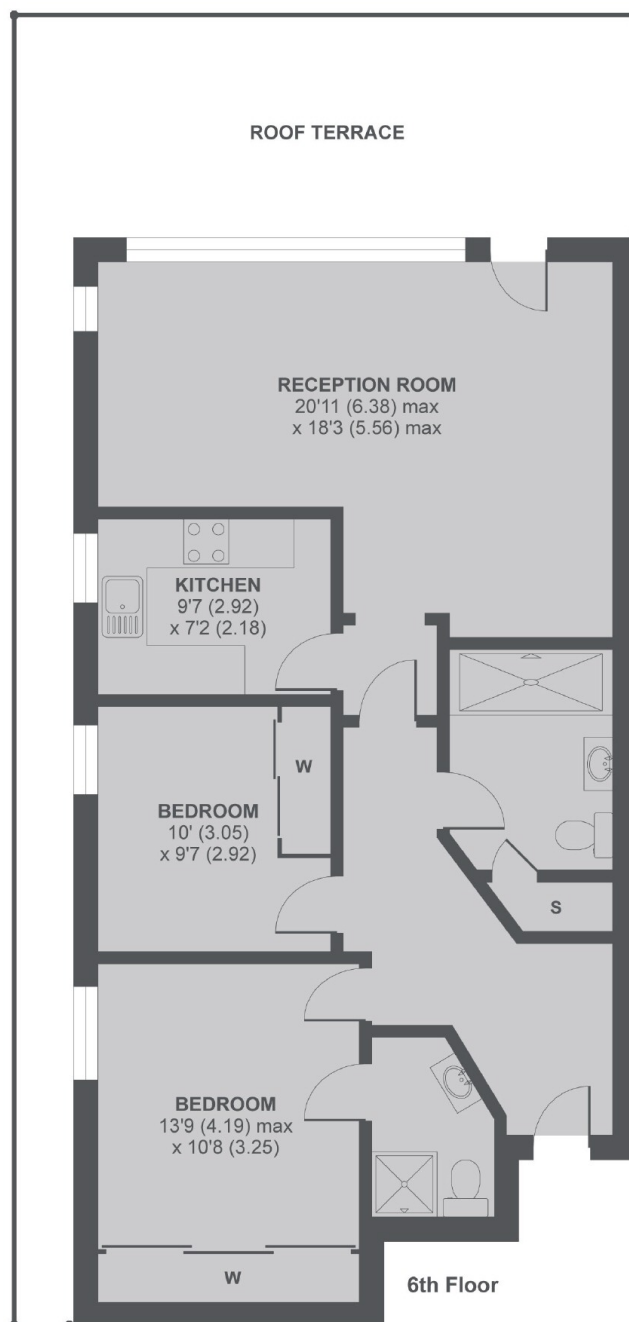 ROOF TERRACE
RECEPTION ROOM
20'11 (6.38) max
x 18'3 (5.56) max
KITCHEN
9'7 (2.92)
x 7'2 (2.18)
W
BEDROOM
10' (3.05)
x 9'7 (2.92)
S
BEDROOM
13'9 (4.19) max
x 10'8 (3.25)
W
6th Floor